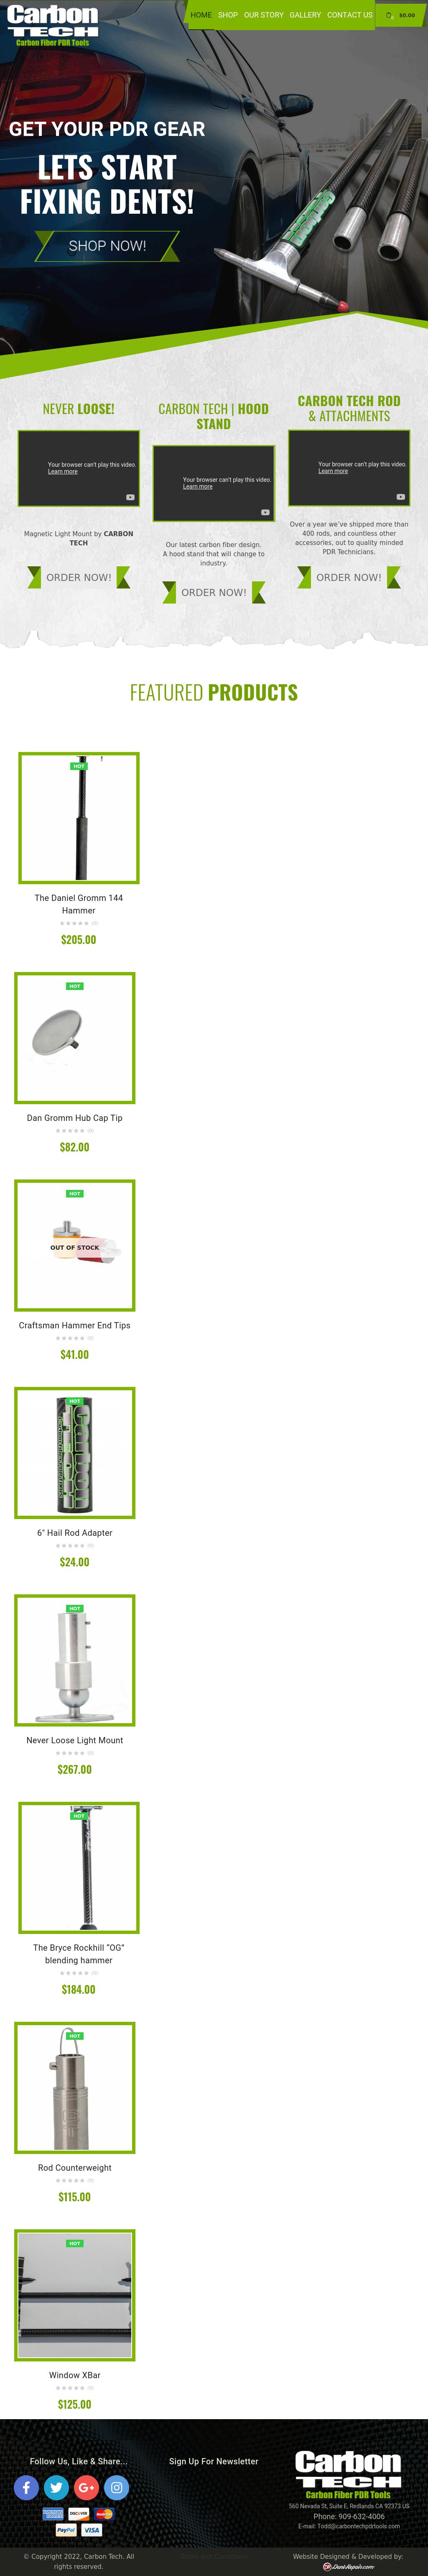 Carbon
TECH
Carbon Fiber PDR Tools
HOME SHOP OUR STORY GALLERY CONTACT US
$0.00
GET YOUR PDR GEAR
LETS START
FIXING DENTS!
SHOP NOW!
NEVER LOOSE!
Your browser can't play this video.
Learn more
Magnetic Light Mount by CARBON
TECH
ORDER NOW!
CARBON TECH | HOOD
STAND
Your browser can't play this video.
Learn more
Our latest carbon fiber design.
A hood stand that will change to
industry.
ORDER NOW!
CARBON TECH ROD
& ATTACHMENTS
Your browser can't play this video.
Learn more
Over a year we've shipped more than
400 rods, and countless other
accessories, out to quality minded
PDR Technicians.
ORDER NOW!
FEATURED PRODUCTS
HOT
The Daniel Gromm 144
Hammer
(0)
$205.00
HOT
Dan Gromm Hub Cap Tip
(0)
$82.00
HOT
OUT OF STOCK
Craftsman Hammer End Tips
(0)
$41.00
HOT
Carbon
6" Hail Rod Adapter
(0)
$24.00
HOT
Never Loose Light Mount
(0)
$267.00
HOT
The Bryce Rockhill "OG"
blending hammer
(0)
$184.00
HOT
Rod Counterweight
(0)
$115.00
HOT
Window XBar
(0)
$125.00
Follow Us, Like & Share...
DISCOVER
MasterCard
PayPal
VISA
Sign Up For Newsletter
Carbon
TECH
Carbon Fiber PDR Tools
560 Nevada St, Suite E, Redlands CA 92373 US
Phone: 909-632-4006
E-mail: Todd@carbontechpdrtools.com
© Copyright 2022, Carbon Tech. All
rights reserved.
Website Designed & Developed by:
DentRepair.com